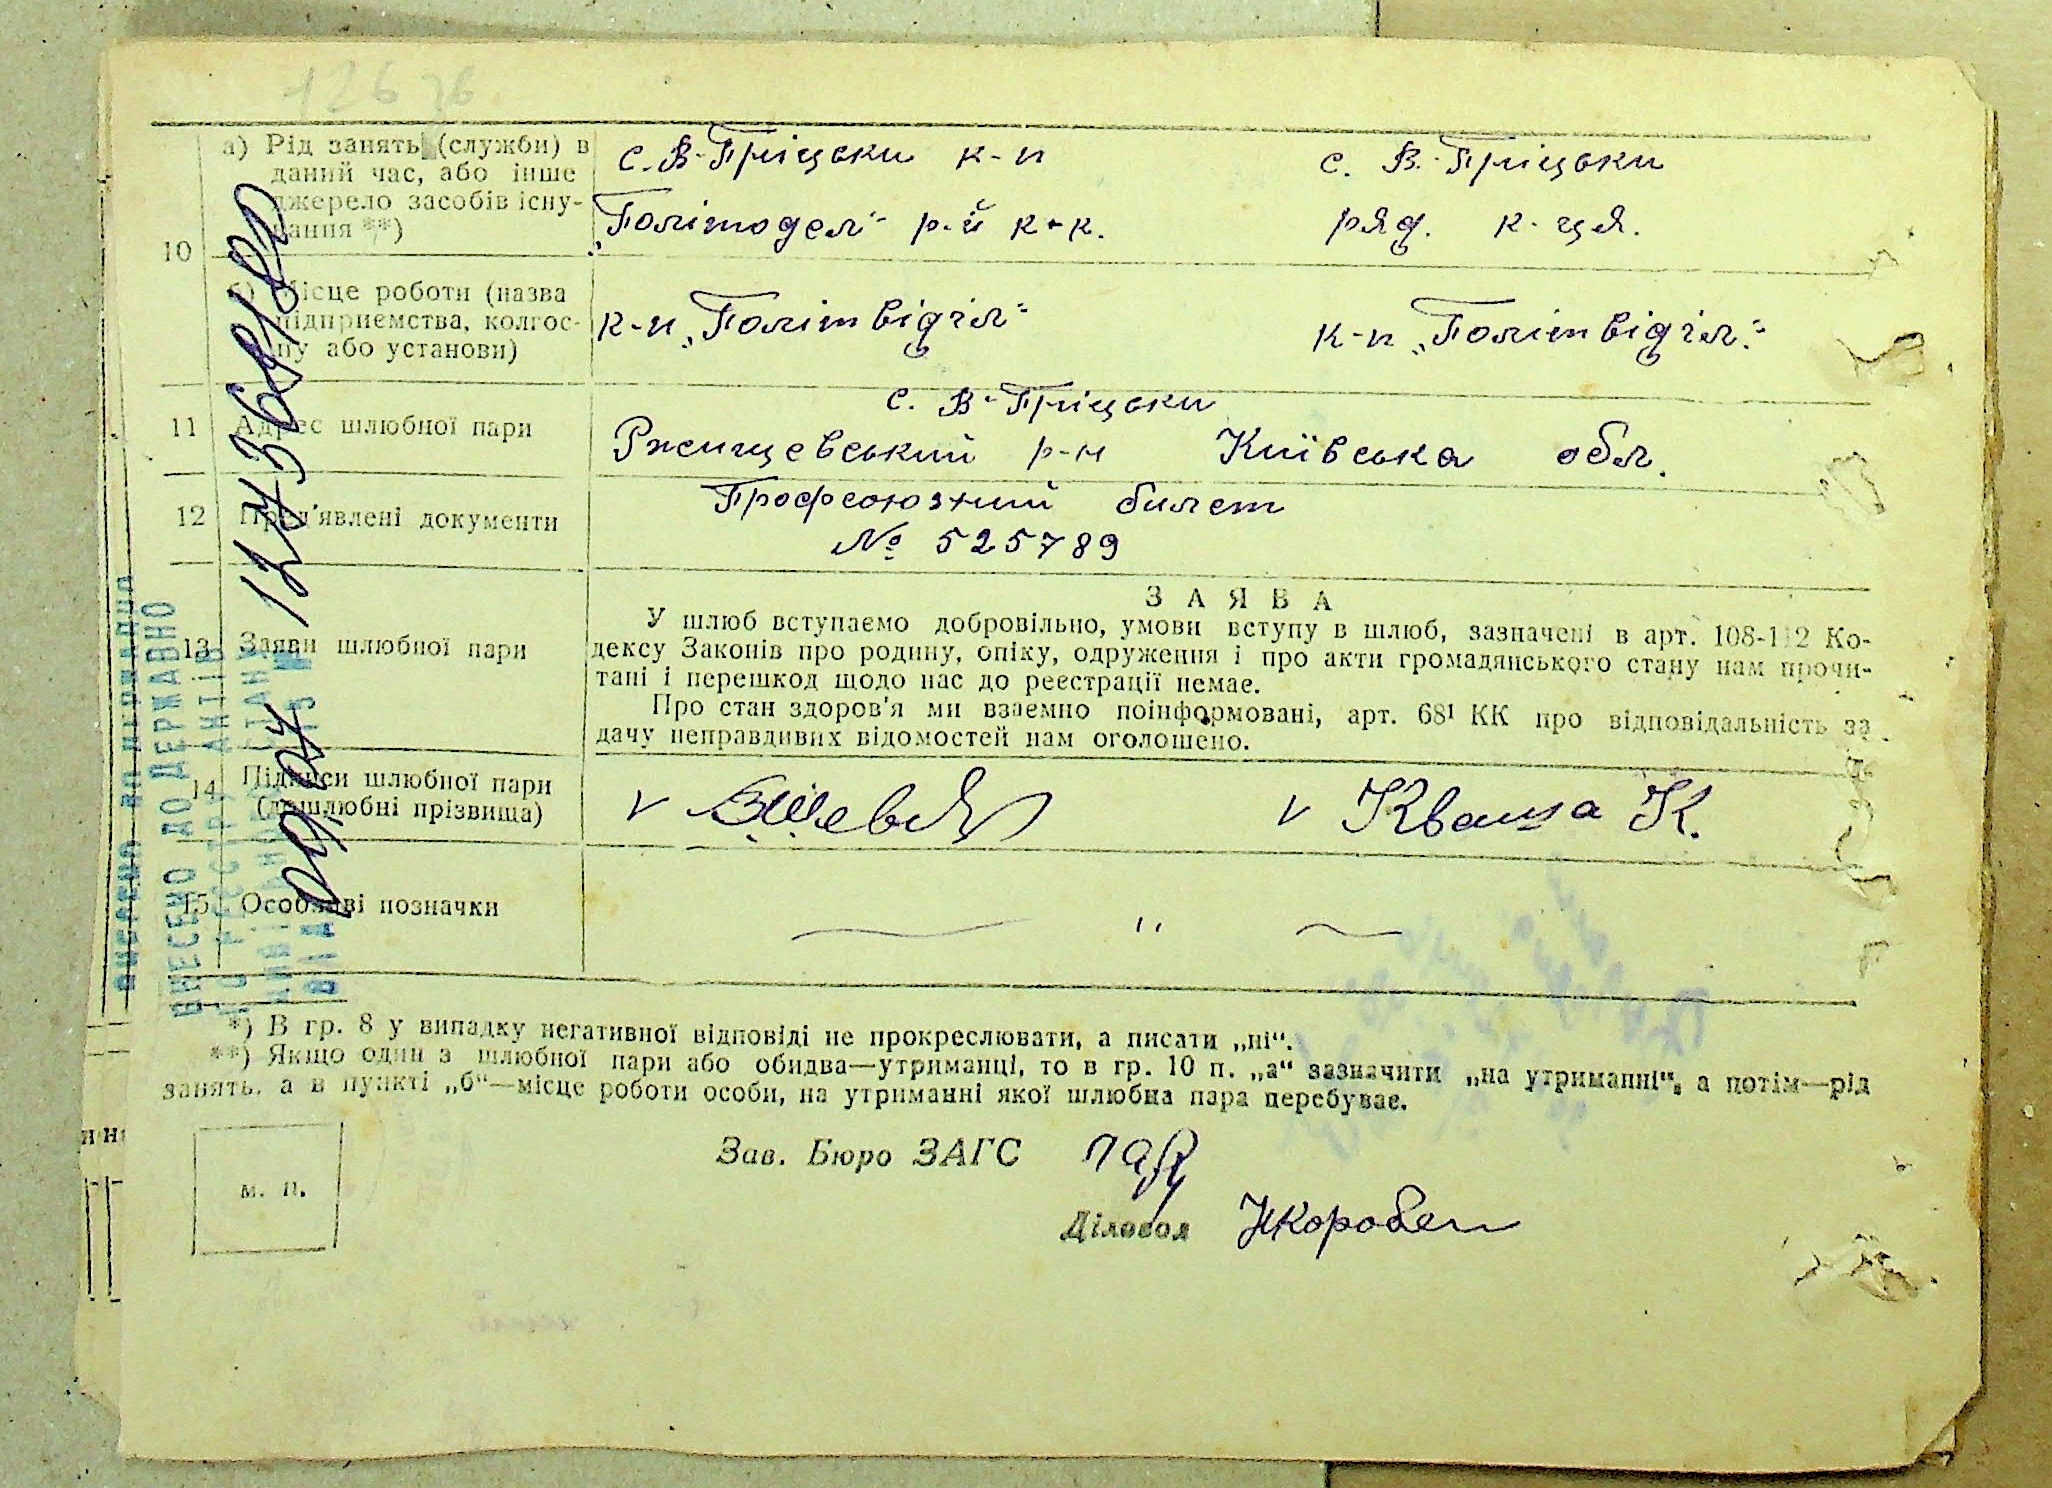 12676
10
а) Рід занять (служби) в
даний час, або інше
джерело засобів існу-
вання **)
с. В-Гріцьки к-п
"Політодел" р-й к-к.
с. В.-Гріцьки
ряд. к-ця.
б) Місце роботи (назва
підприємства, колгос-
пу або установи)
к-п „Політвідділ"
к-п „Політвідділ"
11 Адрес шлюбної пари
с. В-Гріцьки
Ржищевський р-н Київська обл.
12 Пред'явлені документи
Профсоюзний билет
№ 525789
13 Заяви шлюбної пари
ЗАЯВА
У шлюб вступаємо добровільно, умови вступу в шлюб, зазначені в арт. 108-112 Ко-
дексу Законів про родину, опіку, одруження і про акти громадянського стану нам прочи-
тані і перешкод щодо нас до реєстрації немає.
Про стан здоров'я ми взаємно поінформовані, арт. 68¹ КК про відповідальність за
дачу неправдивих відомостей нам оголошено.
14 Підписи шлюбної пари
(дошлюбні прізвища)
v
v Кваша К.
15 Особливі позначки
"
*) В гр. 8 у випадку негативної відповіді не прокреслювати, а писати „ні".
**) Якщо один з шлюбної пари або обидва—утриманці, то в гр. 10 п. „а" зазначити „на утриманні", а потім—рід
занять, а в пункті „б"—місце роботи особи, на утриманні якої шлюбна пара перебуває.
м. п.
Зав. Бюро ЗАГС
Діловод
ВНЕСЕНО ДО ДЕРЖАВНО
ГО РЕЄСТРУ АКТІВ